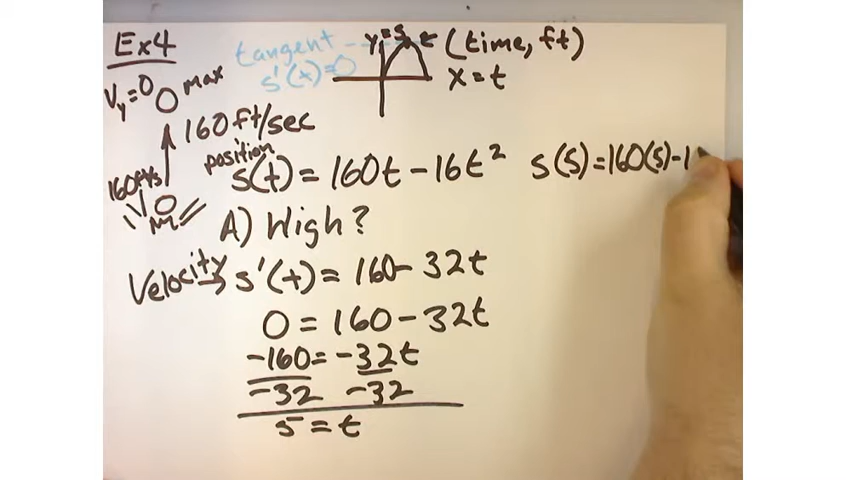 Ex4
tangent
s'(t)=0
y=s
t
(time, ft)
x=t
Vy=0
max
160 ft/sec
position
160ft/s
s(t)=160t-16t²
s(5)=160(5)-1
A) High?
Velocity → s'(t)=160-32t
0=160-32t
-160=-32t
-32 -32
5=t